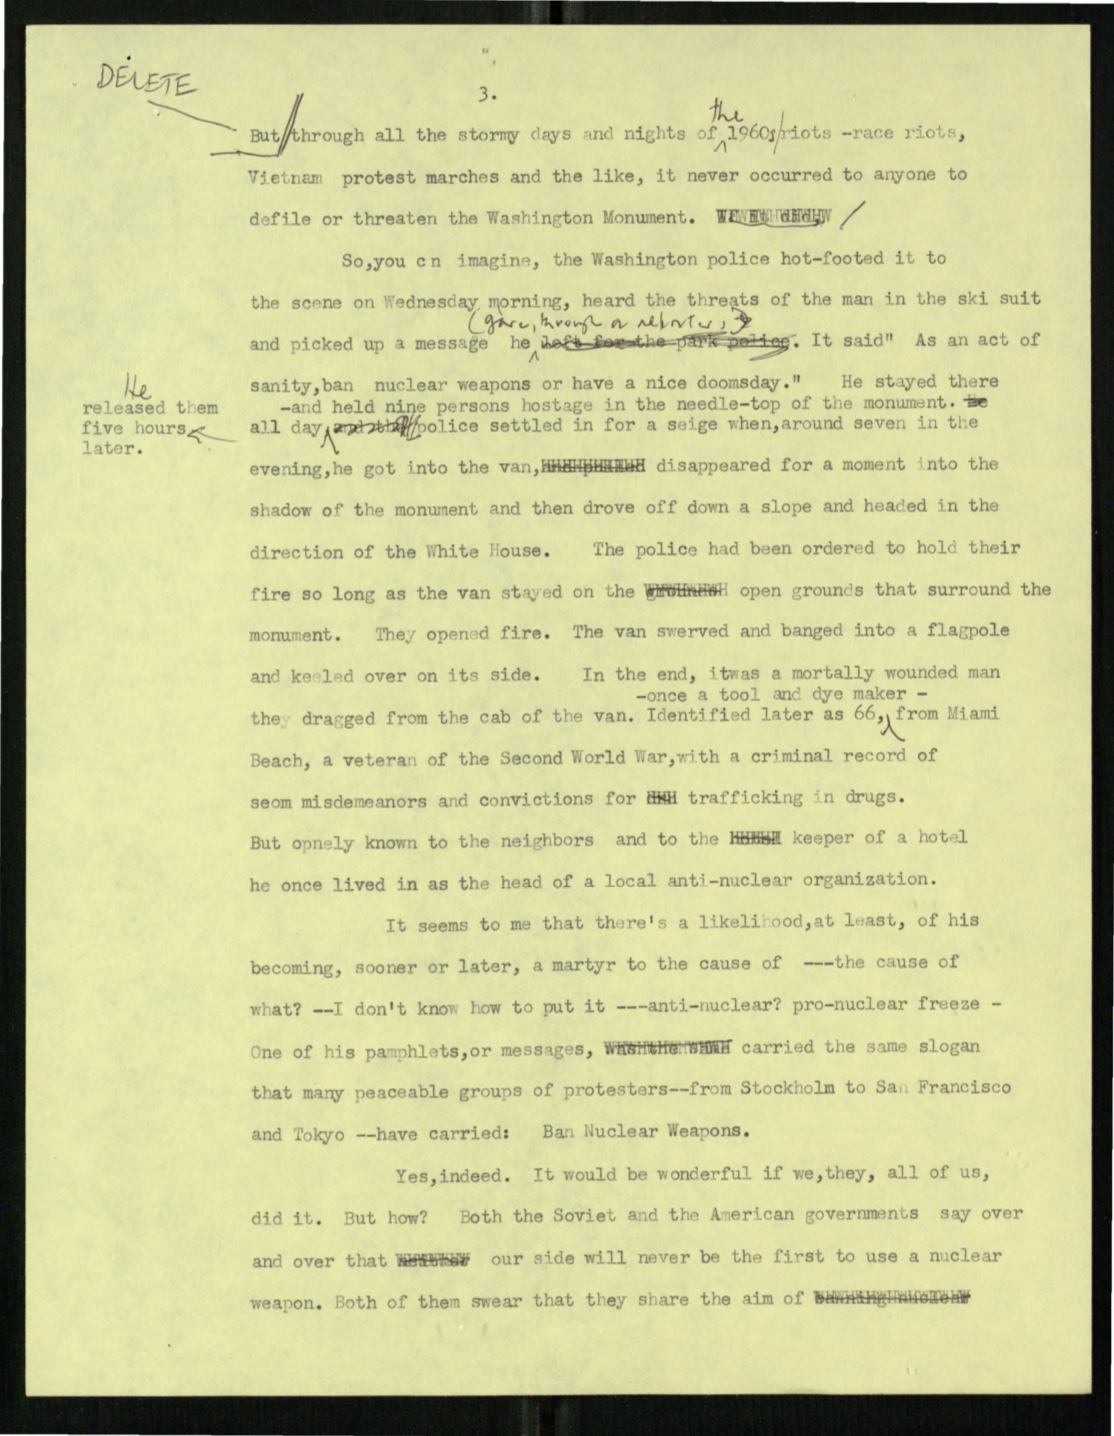 DELETE
3.
the
But//through all the stormy days and nights of 1960s/riots -race riots,
Vietnam protest marches and the like, it never occurred to anyone to
defile or threaten the Washington Monument. /
So,you cn imagine, the Washington police hot-footed it to
the scene on Wednesday morning, heard the threats of the man in the ski suit
(gave, through a reporter,)
and picked up a message he left for the park police. It said" As an act of
sanity,ban nuclear weapons or have a nice doomsday." He stayed there
-and held nine persons hostage in the needle-top of the monument. He
He
released them
five hours
later.
all day, police settled in for a seige when,around seven in the
evening,he got into the van, disappeared for a moment into the
shadow of the monument and then drove off down a slope and headed in the
direction of the White House. The police had been ordered to hold their
fire so long as the van stayed on the open grounds that surround the
monument. They opened fire. The van swerved and banged into a flagpole
and keeled over on its side. In the end, itwas a mortally wounded man
-once a tool and dye maker -
they dragged from the cab of the van. Identified later as 66, from Miami
Beach, a veteran of the Second World War,with a criminal record of
seom misdemeanors and convictions for trafficking in drugs.
But opnely known to the neighbors and to the keeper of a hotel
he once lived in as the head of a local anti-nuclear organization.
It seems to me that there's a likelihood,at least, of his
becoming, sooner or later, a martyr to the cause of ---the cause of
what? --I don't know how to put it ---anti-nuclear? pro-nuclear freeze -
One of his pamphlets,or messages, carried the same slogan
that many peaceable groups of protesters--from Stockholm to San Francisco
and Tokyo --have carried: Ban Nuclear Weapons.
Yes,indeed. It would be wonderful if we,they, all of us,
did it. But how? Both the Soviet and the American governments say over
and over that our side will never be the first to use a nuclear
weapon. Both of them swear that they share the aim of banning nuclear